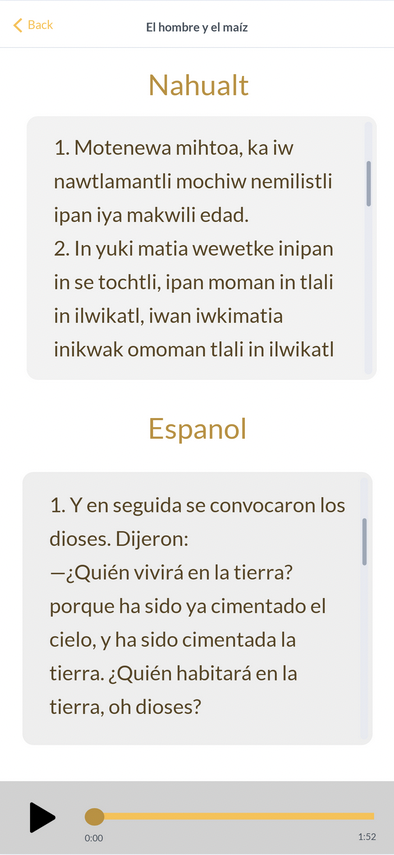 Back
El hombre y el maíz
Nahualt
1. Motenewa mihtoa, ka iw
nawtlamantli mochiw nemilistli
ipan iya makwili edad.
2. In yuki matia wewetke inipan
in se tochtli, ipan moman in tlali
in ilwikatl, iwan iwkimatia
inikwak omoman tlali in ilwikatl
Espanol
1. Y en seguida se convocaron los
dioses. Dijeron:
—¿Quién vivirá en la tierra?
porque ha sido ya cimentado el
cielo, y ha sido cimentada la
tierra. ¿Quién habitará en la
tierra, oh dioses?
0:00
1:52